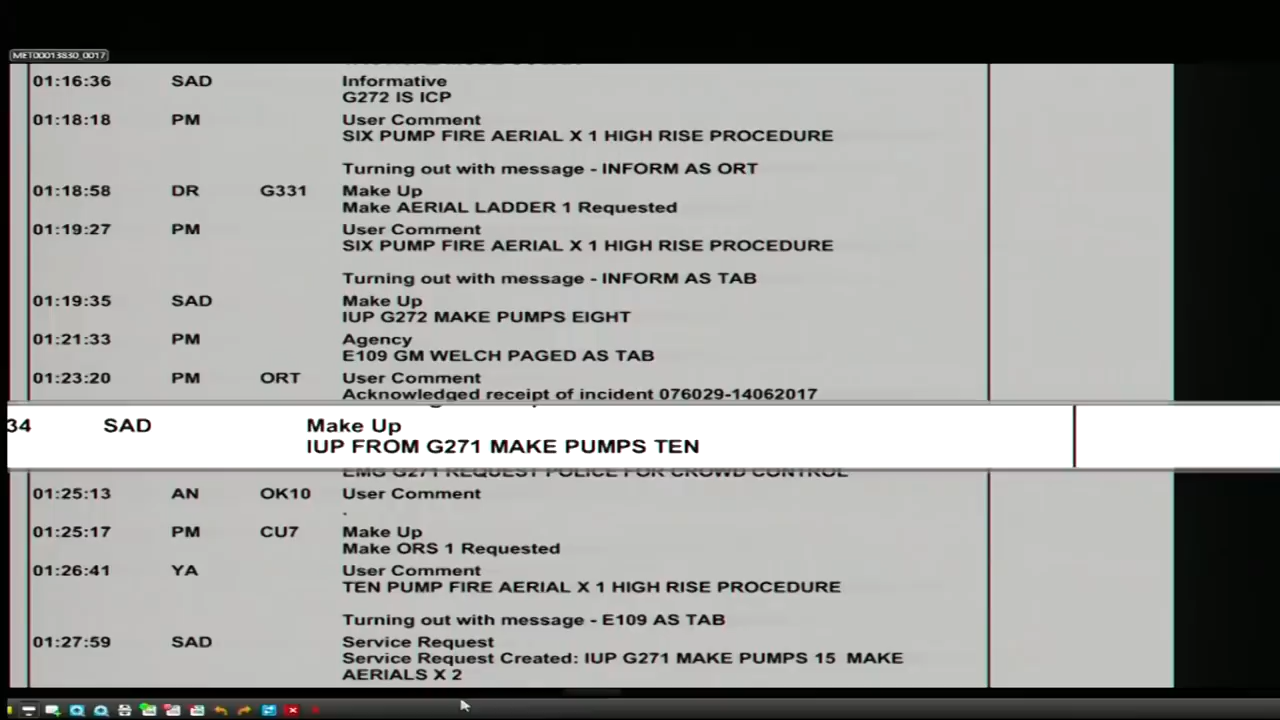 MET00013830_0017
01:16:36 SAD Informative
G272 IS ICP
01:18:18 PM User Comment
SIX PUMP FIRE AERIAL X 1 HIGH RISE PROCEDURE
Turning out with message - INFORM AS ORT
01:18:58 DR G331 Make Up
Make AERIAL LADDER 1 Requested
01:19:27 PM User Comment
SIX PUMP FIRE AERIAL X 1 HIGH RISE PROCEDURE
Turning out with message - INFORM AS TAB
01:19:35 SAD Make Up
IUP G272 MAKE PUMPS EIGHT
01:21:33 PM Agency
E109 GM WELCH PAGED AS TAB
01:23:20 PM ORT User Comment
Acknowledged receipt of incident 076029-14062017
34 SAD Make Up
IUP FROM G271 MAKE PUMPS TEN
EMG G271 REQUEST POLICE FOR CROWD CONTROL
01:25:13 AN OK10 User Comment
.
01:25:17 PM CU7 Make Up
Make ORS 1 Requested
01:26:41 YA User Comment
TEN PUMP FIRE AERIAL X 1 HIGH RISE PROCEDURE
Turning out with message - E109 AS TAB
01:27:59 SAD Service Request
Service Request Created: IUP G271 MAKE PUMPS 15 MAKE
AERIALS X 2